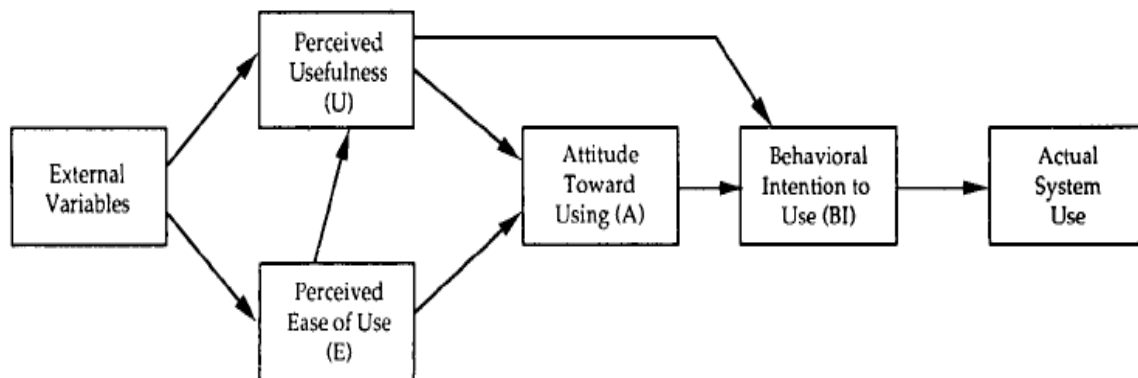 External
Variables
Perceived
Usefulness
(U)
Perceived
Ease of Use
(E)
Attitude
Toward
Using (A)
Behavioral
Intention to
Use (BI)
Actual
System
Use